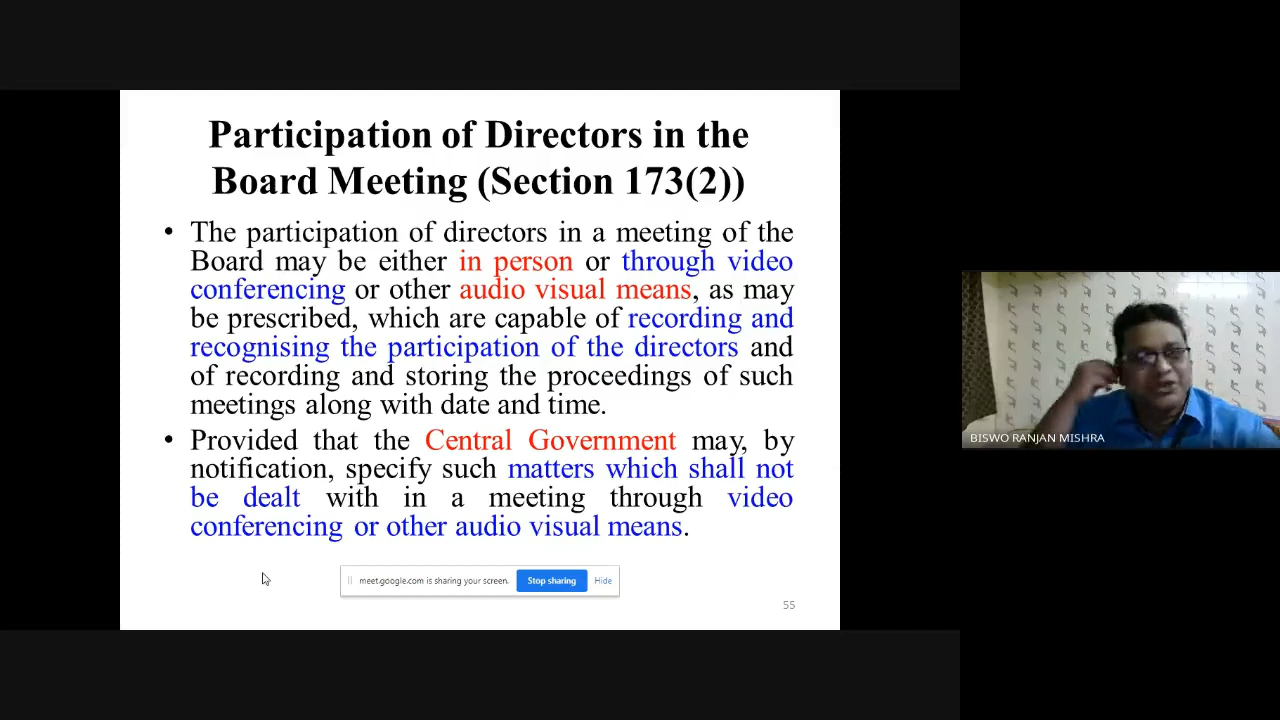 Participation of Directors in the
Board Meeting (Section 173(2))
• The participation of directors in a meeting of the
Board may be either in person or through video
conferencing or other audio visual means, as may
be prescribed, which are capable of recording and
recognising the participation of the directors and
of recording and storing the proceedings of such
meetings along with date and time.
• Provided that the Central Government may, by
notification, specify such matters which shall not
be dealt with in a meeting through video
conferencing or other audio visual means.
meet.google.com is sharing your screen. Stop sharing Hide
55
BISWO RANJAN MISHRA